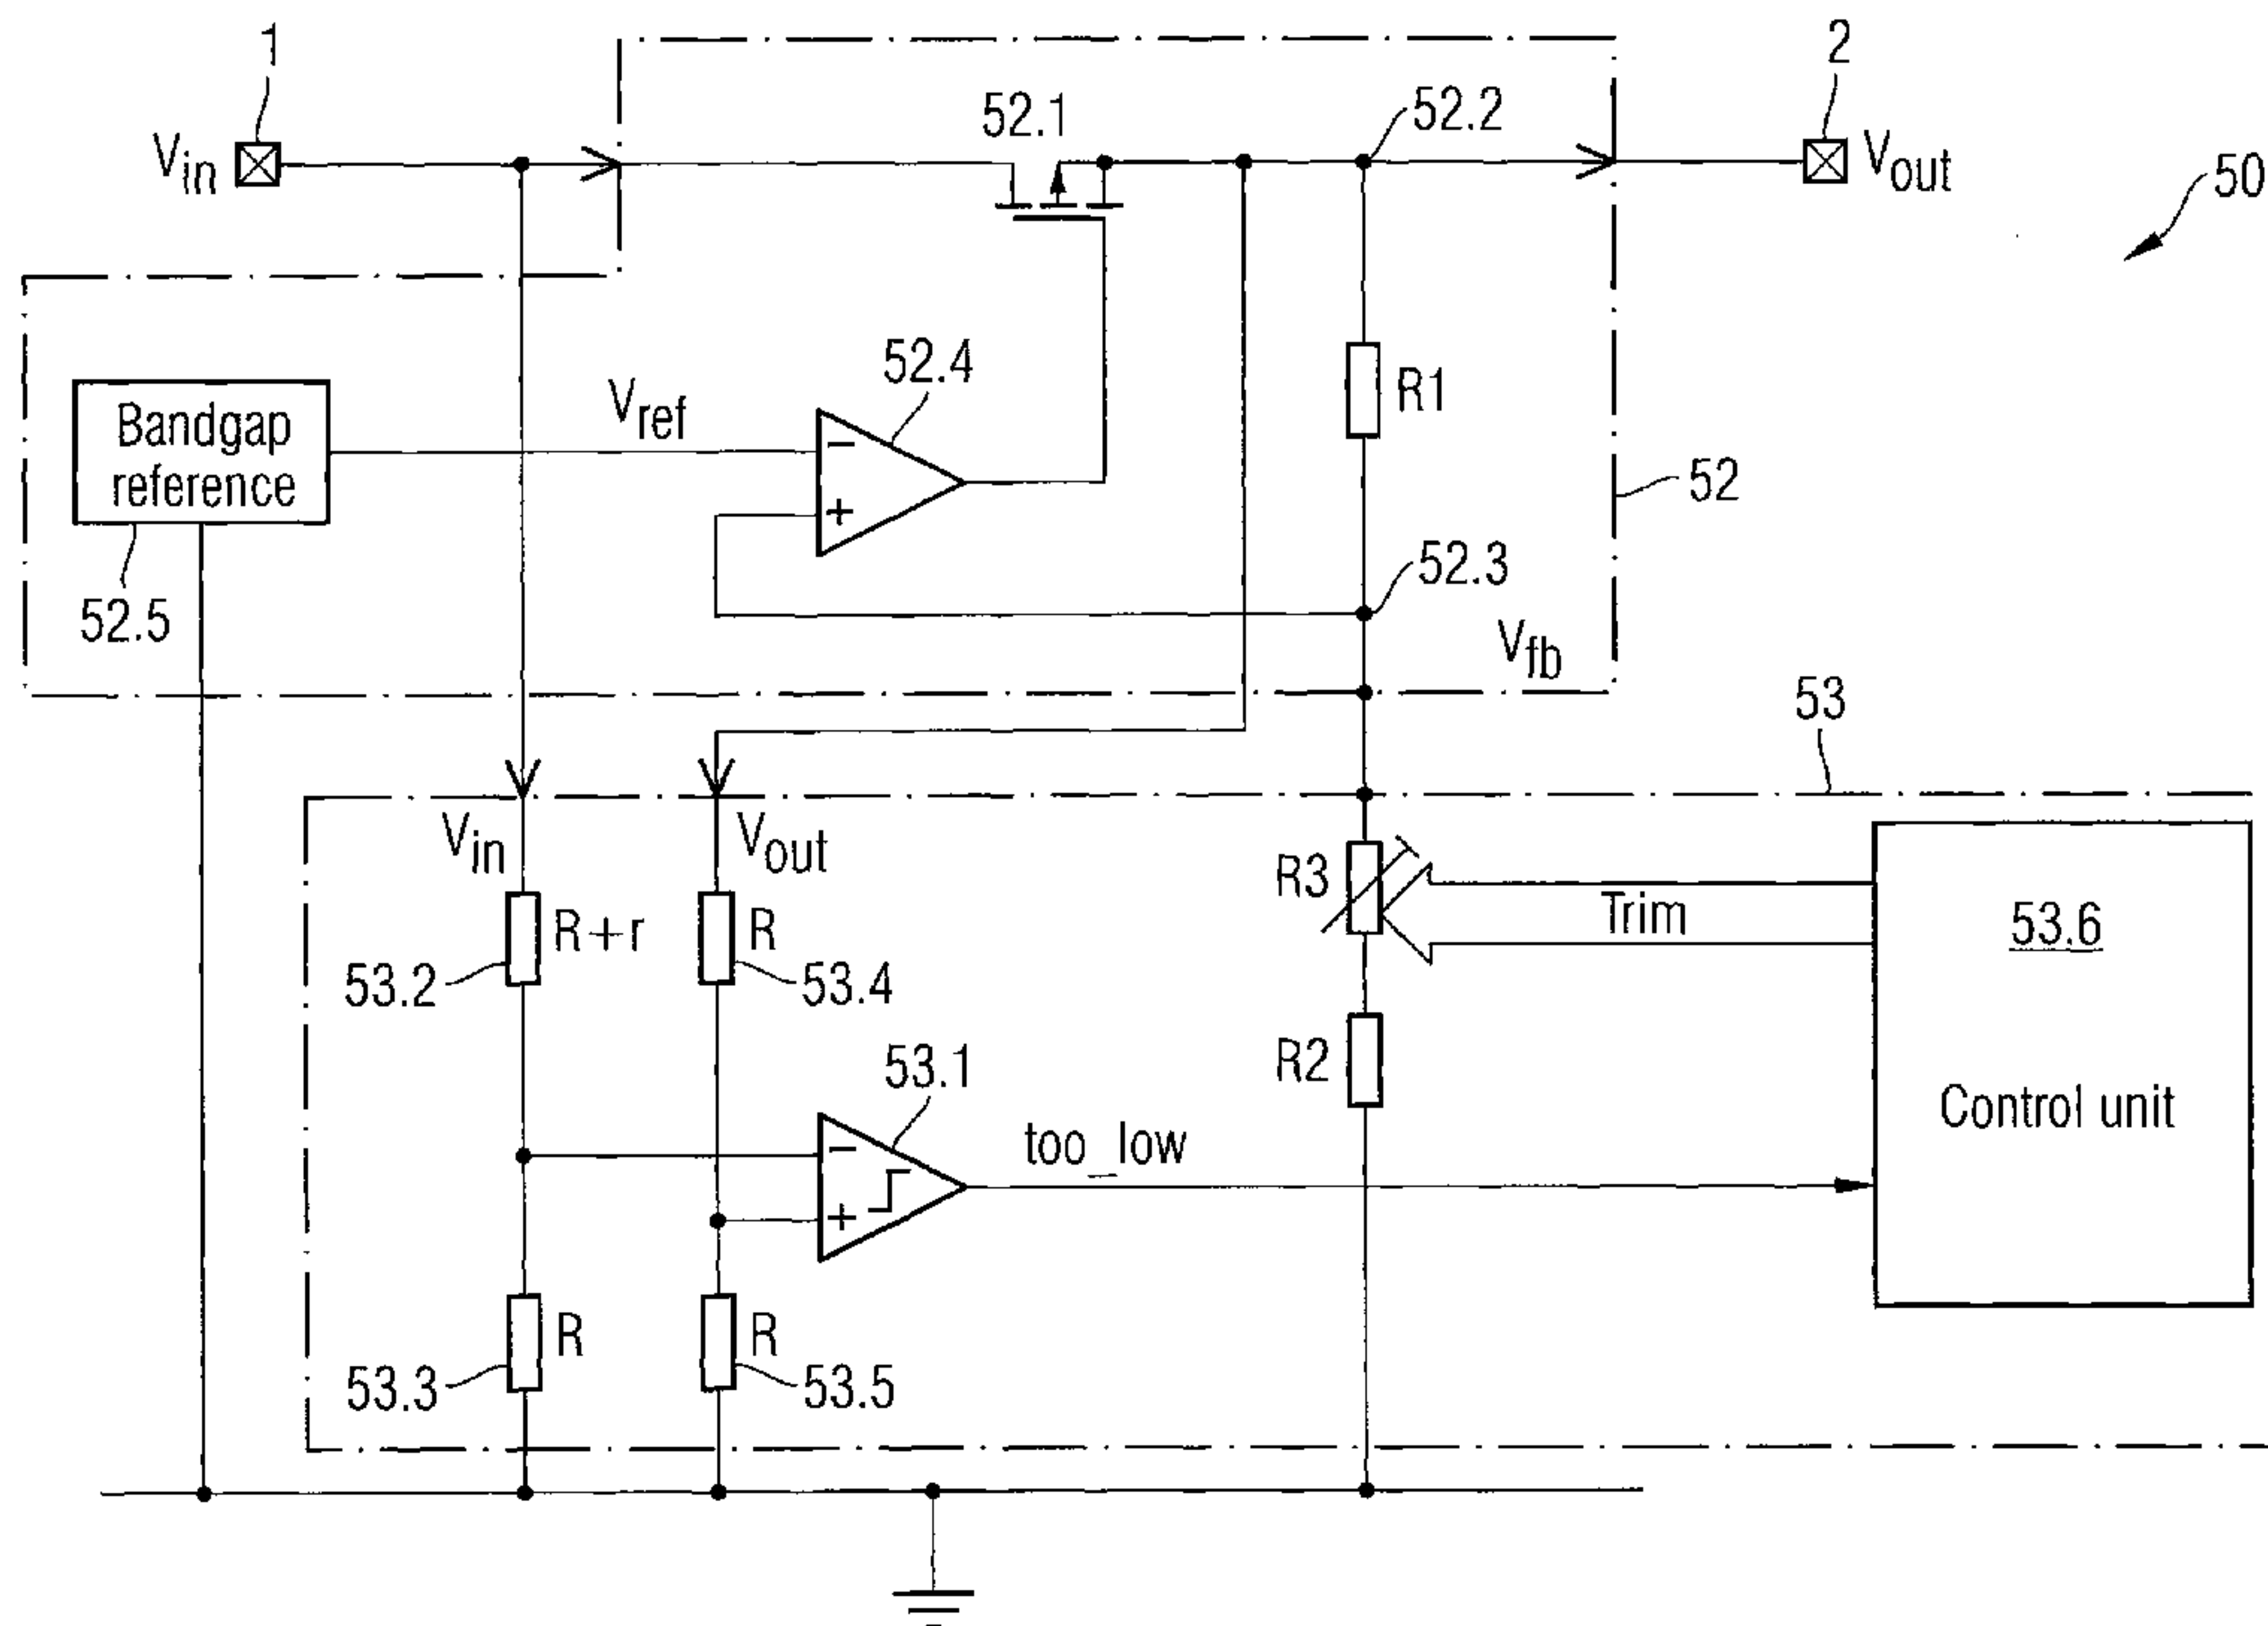 1
2
52.1
52.2
Vin
Vout
50
52.4
Vref
R1
Bandgap
reference
−
+
52
52.3
52.5
Vfb
53
Vin
Vout
R3
Trim
53.6
R+r
R
53.2
53.4
R2
53.1
too_low
Control unit
−
+
R
R
53.3
53.5